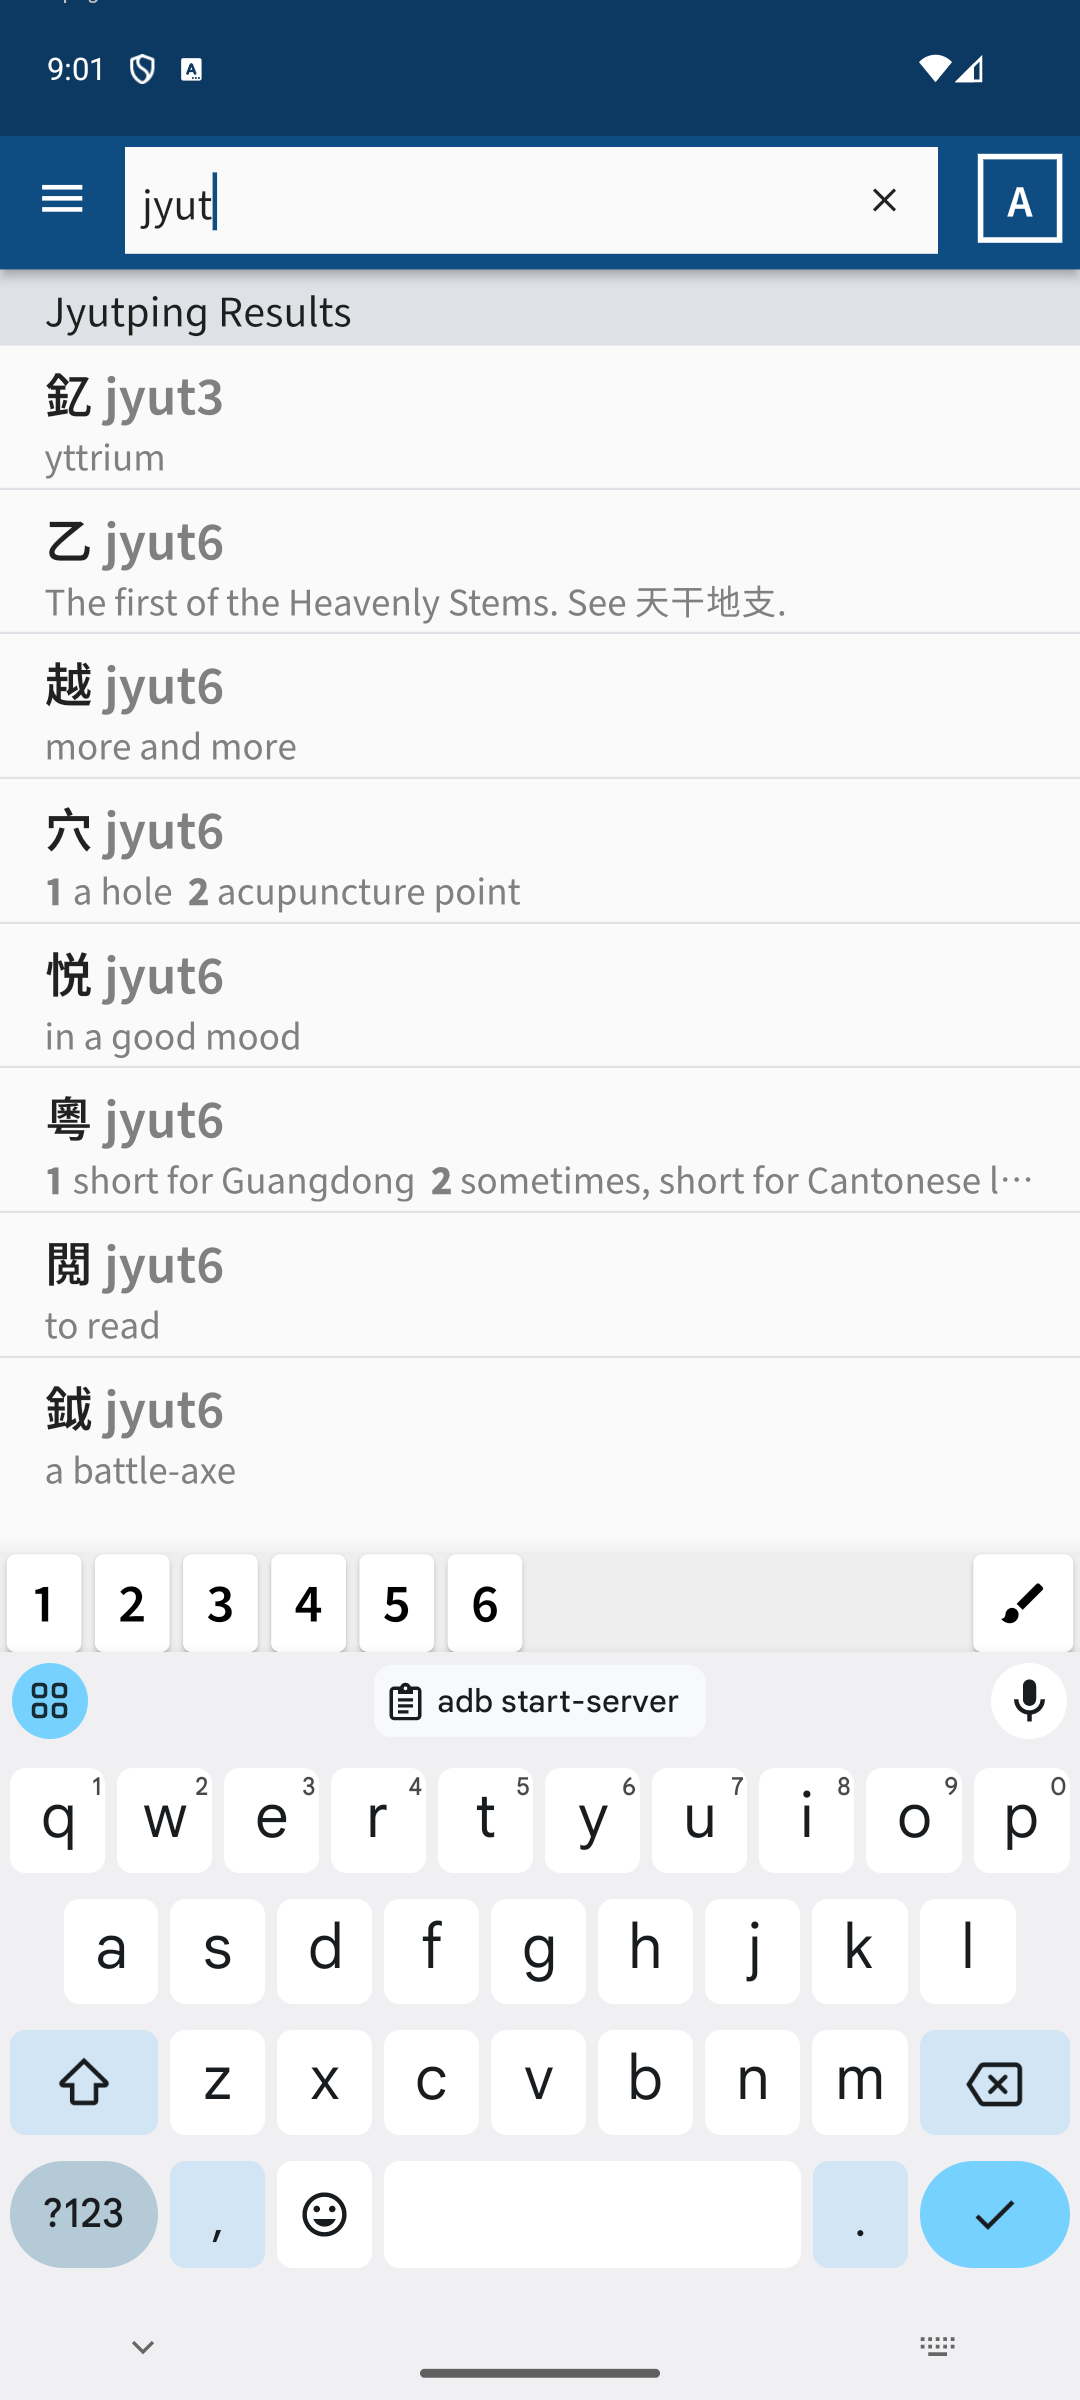 9:01
jyut
A
Jyutping Results
釔 jyut3
yttrium
乙 jyut6
The first of the Heavenly Stems. See 天干地支.
越 jyut6
more and more
穴 jyut6
1 a hole 2 acupuncture point
悦 jyut6
in a good mood
粵 jyut6
1 short for Guangdong 2 sometimes, short for Cantonese l…
閲 jyut6
to read
鉞 jyut6
a battle-axe
1 2 3 4 5 6
adb start-server
q 1 w 2 e 3 r 4 t 5 y 6 u 7 i 8 o 9 p 0
a s d f g h j k l
z x c v b n m
?123 , .